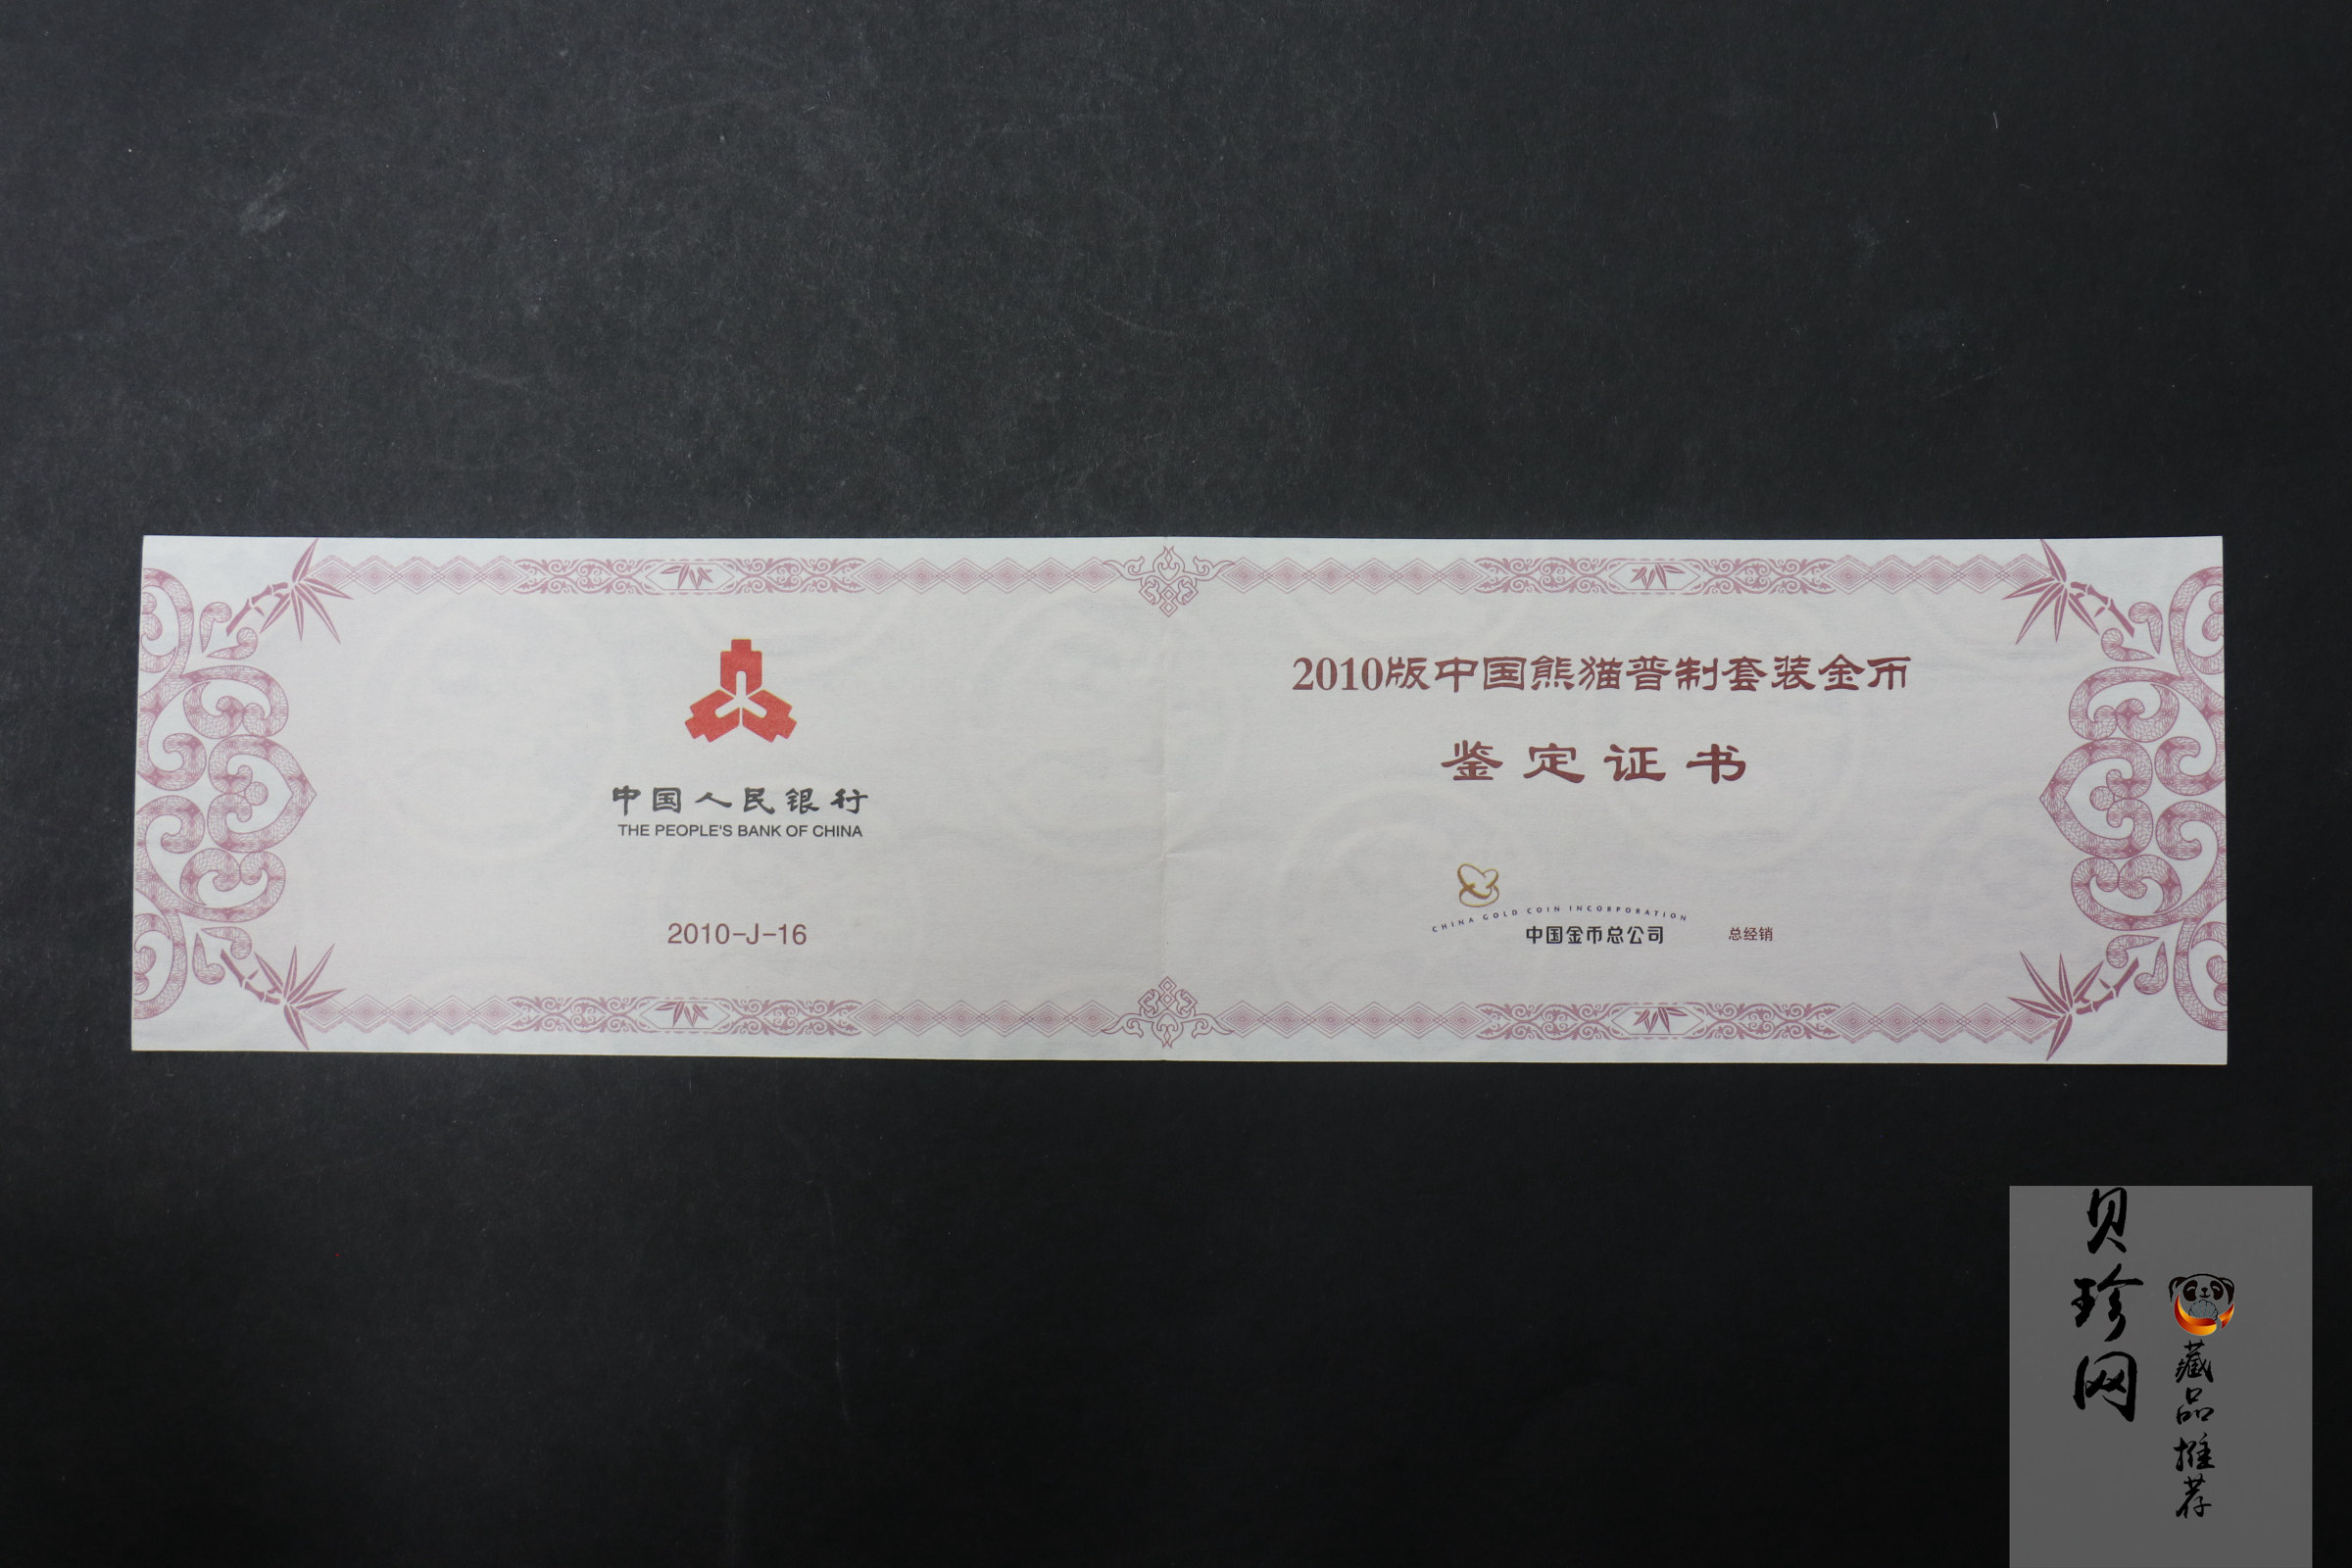 中国人民银行
THE PEOPLE'S BANK OF CHINA
2010-J-16
2010版中国熊猫普制套装金币
鉴定证书
CHINA GOLD COIN INCORPORATION
中国金币总公司 总经销
贝珍网
藏品推荐